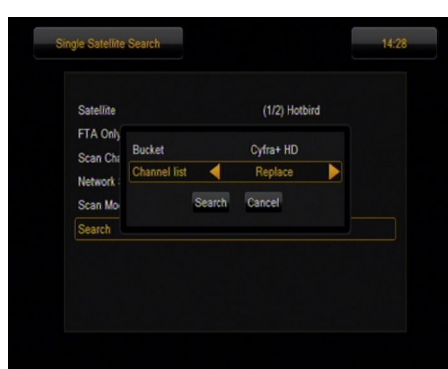 Single Satellite Search 14:28
Satellite (1/2) Hotbird
FTA Only
Bucket Cyfra+ HD
Scan Cha
Channel list Replace
Network
Scan Mo
Search Cancel
Search